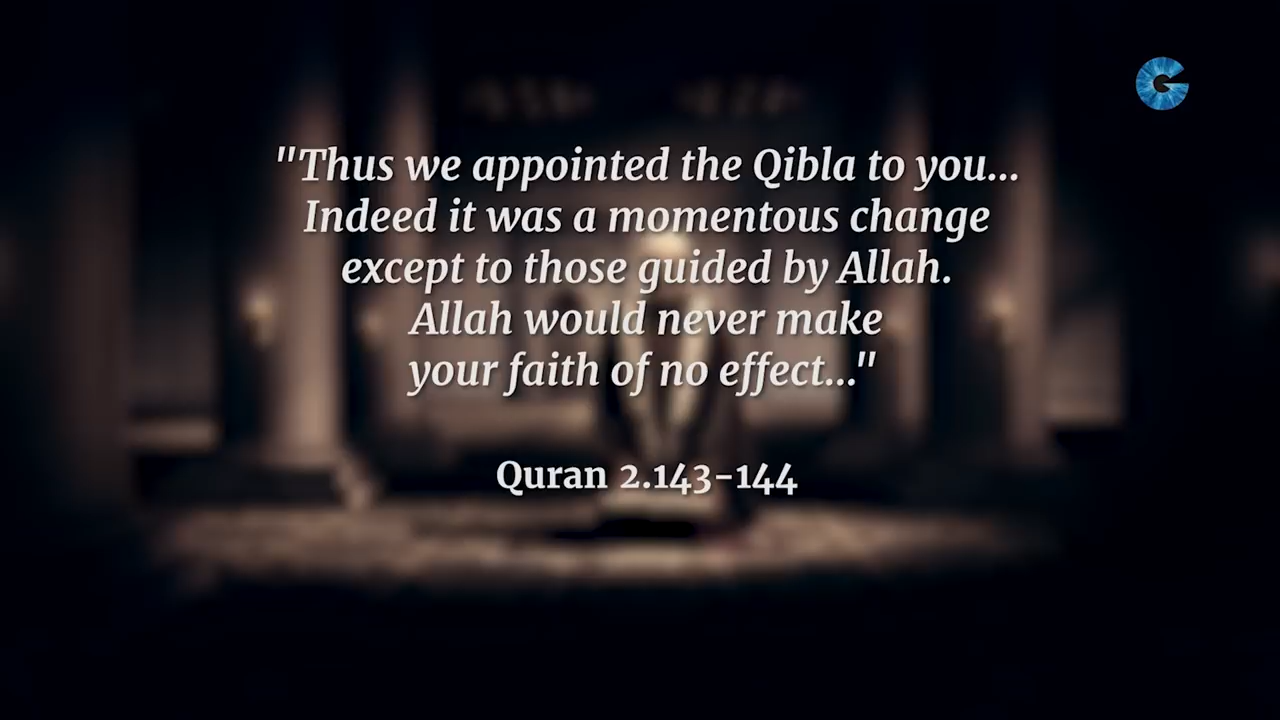 "Thus we appointed the Qibla to you...
Indeed it was a momentous change
except to those guided by Allah.
Allah would never make
your faith of no effect..."
Quran 2.143-144
G